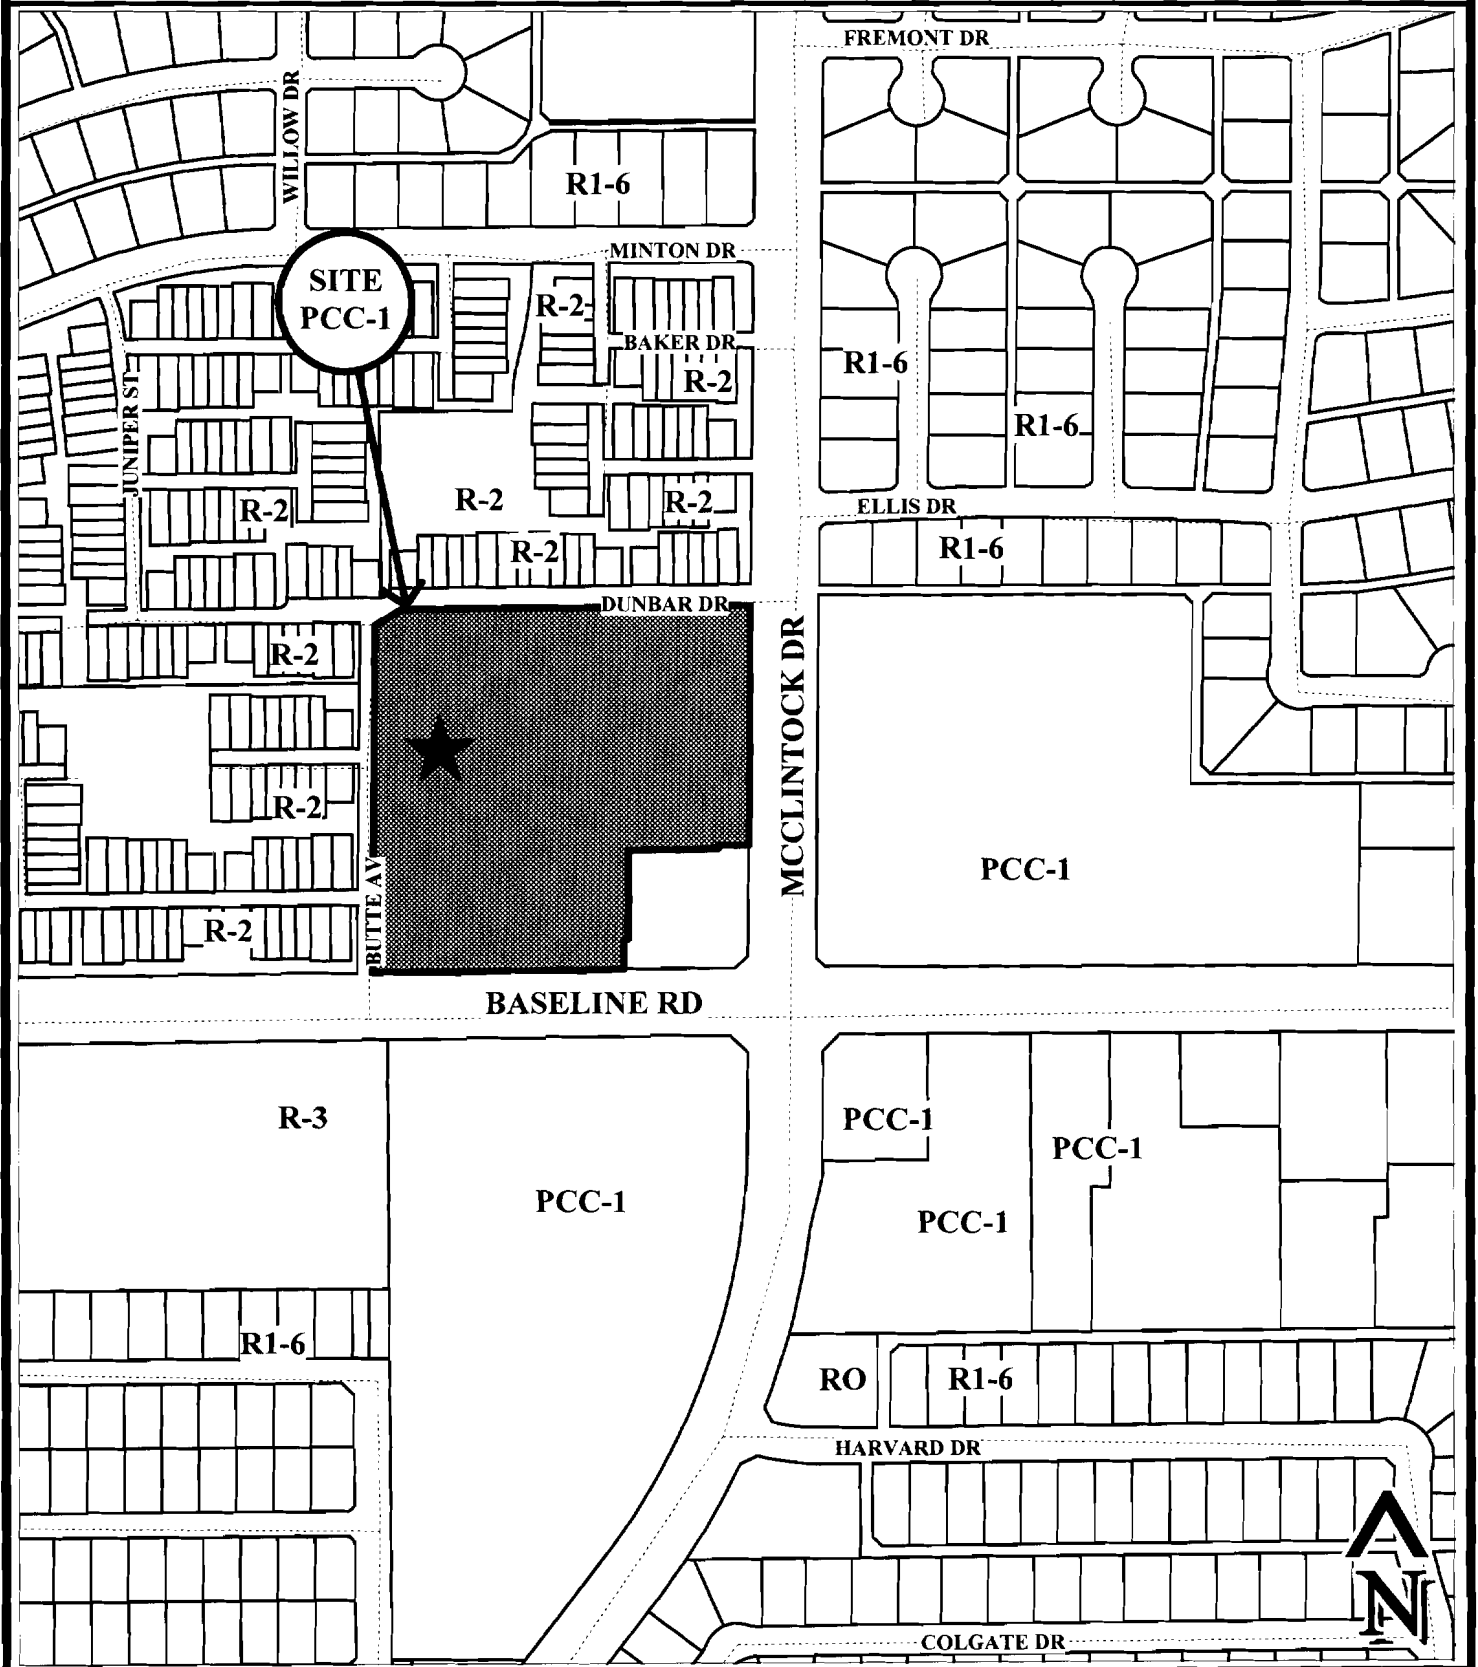 FREMONT DR
WILLOW DR
R1-6
MINTON DR
SITE
PCC-1
R-2
BAKER DR
R-2
R1-6
JUNIPER ST
R1-6
R-2
R-2
R-2
ELLIS DR
R-2
R1-6
DUNBAR DR
R-2
MCCLINTOCK DR
R-2
PCC-1
BUTTE AV
R-2
BASELINE RD
R-3
PCC-1
PCC-1
PCC-1
PCC-1
R1-6
RO
R1-6
HARVARD DR
N
COLGATE DR